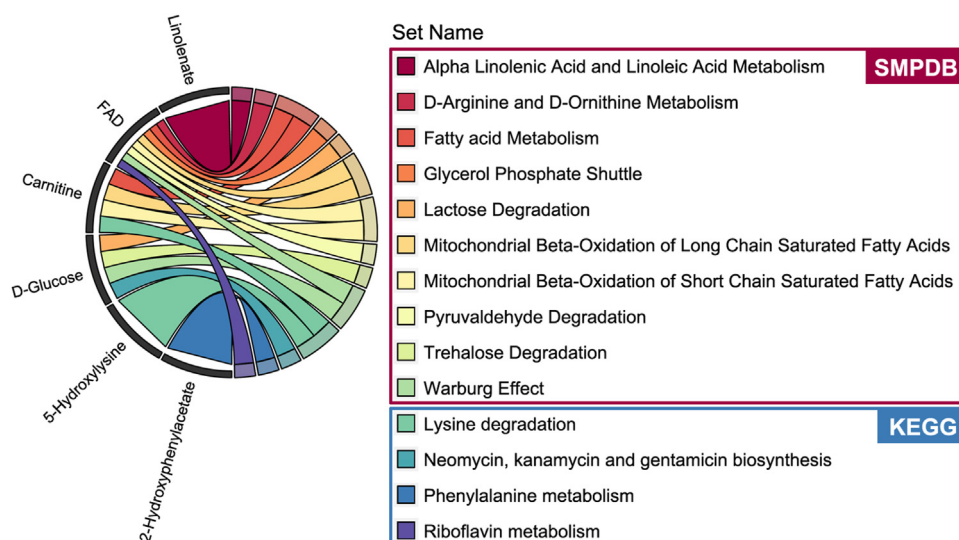 Set Name
SMPDB
Alpha Linolenic Acid and Linoleic Acid Metabolism
D-Arginine and D-Ornithine Metabolism
Fatty acid Metabolism
Glycerol Phosphate Shuttle
Lactose Degradation
Mitochondrial Beta-Oxidation of Long Chain Saturated Fatty Acids
Mitochondrial Beta-Oxidation of Short Chain Saturated Fatty Acids
Pyruvaldehyde Degradation
Trehalose Degradation
Warburg Effect
KEGG
Lysine degradation
Neomycin, kanamycin and gentamicin biosynthesis
Phenylalanine metabolism
Riboflavin metabolism
Linolenate
FAD
Carnitine
D-Glucose
5-Hydroxylysine
2-Hydroxyphenylacetate